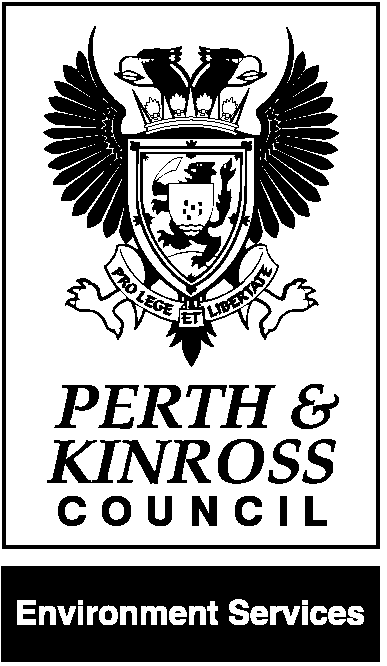 PRO LEGE ET LIBERTATE
PERTH &
KINROSS
COUNCIL
Environment Services